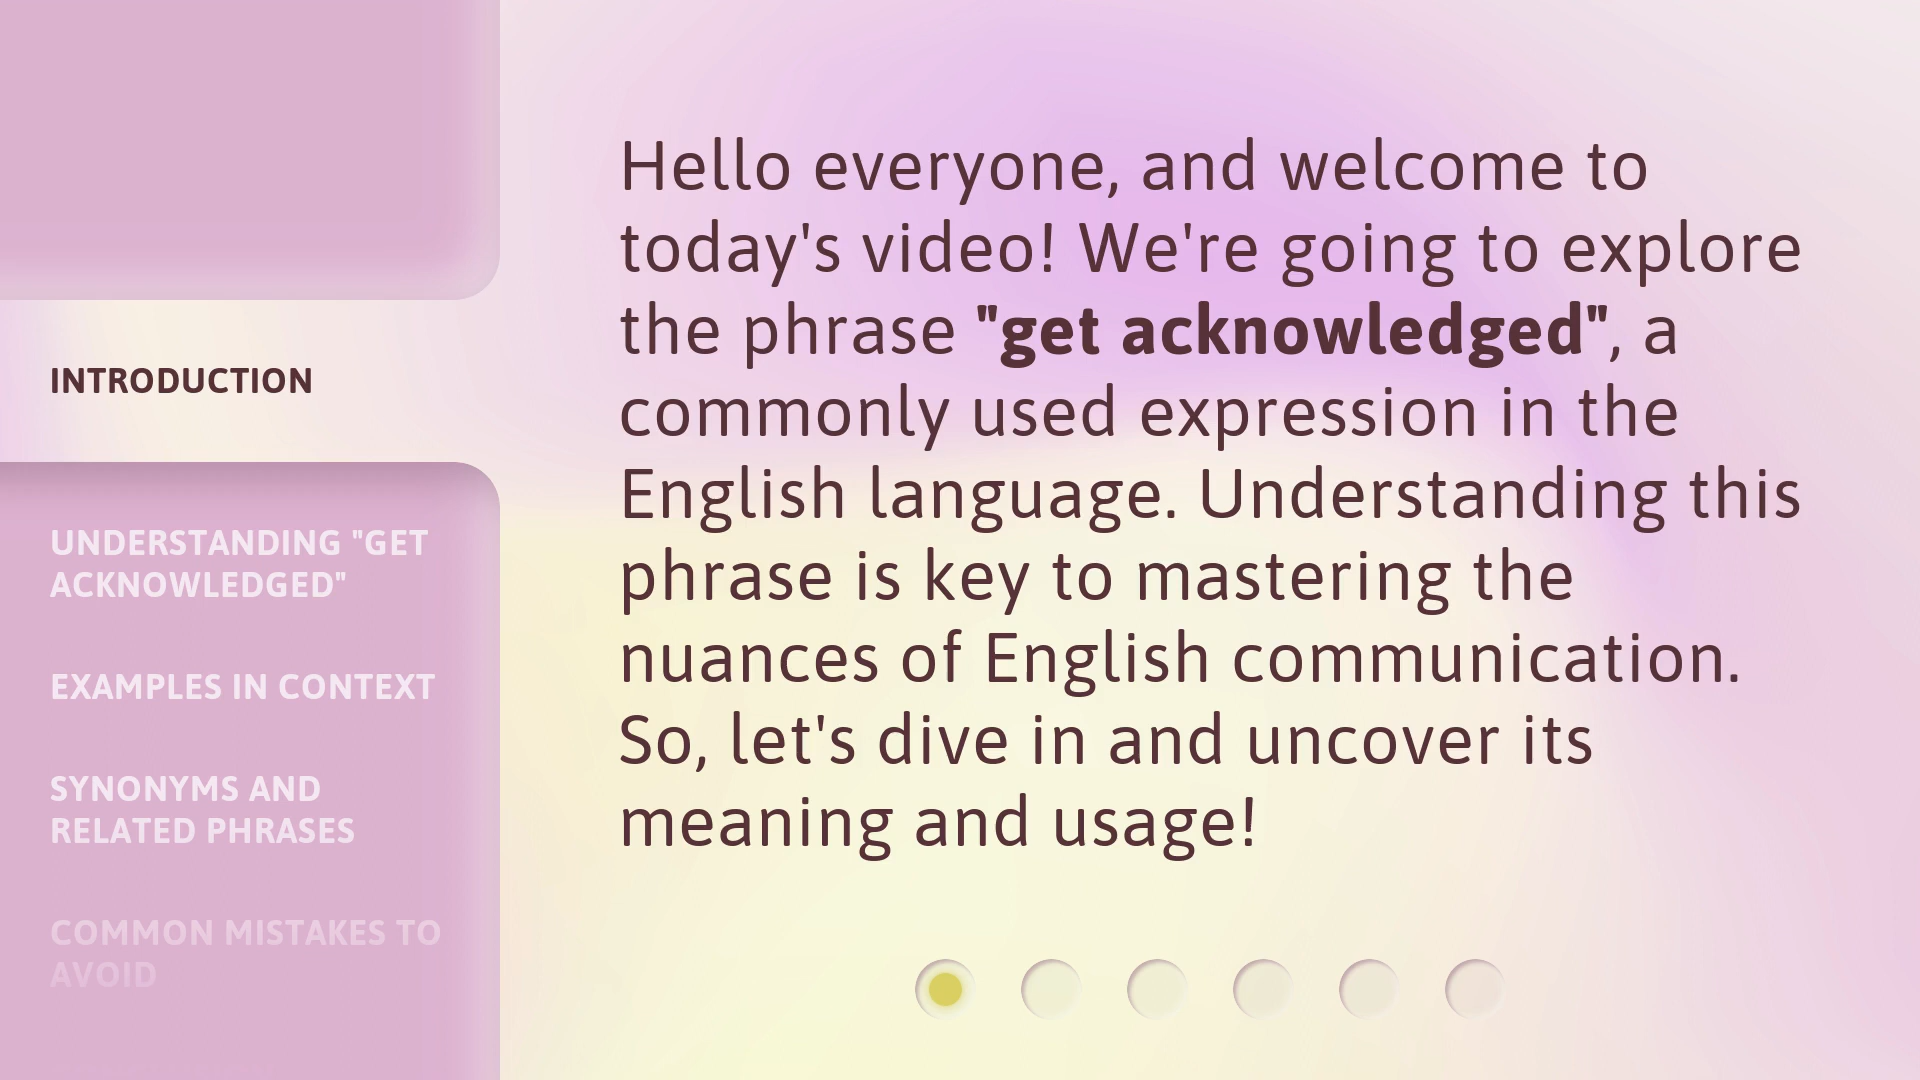 INTRODUCTION
UNDERSTANDING "GET
ACKNOWLEDGED"
EXAMPLES IN CONTEXT
SYNONYMS AND
RELATED PHRASES
COMMON MISTAKES TO
AVOID
Hello everyone, and welcome to
today's video! We're going to explore
the phrase "get acknowledged", a
commonly used expression in the
English language. Understanding this
phrase is key to mastering the
nuances of English communication.
So, let's dive in and uncover its
meaning and usage!